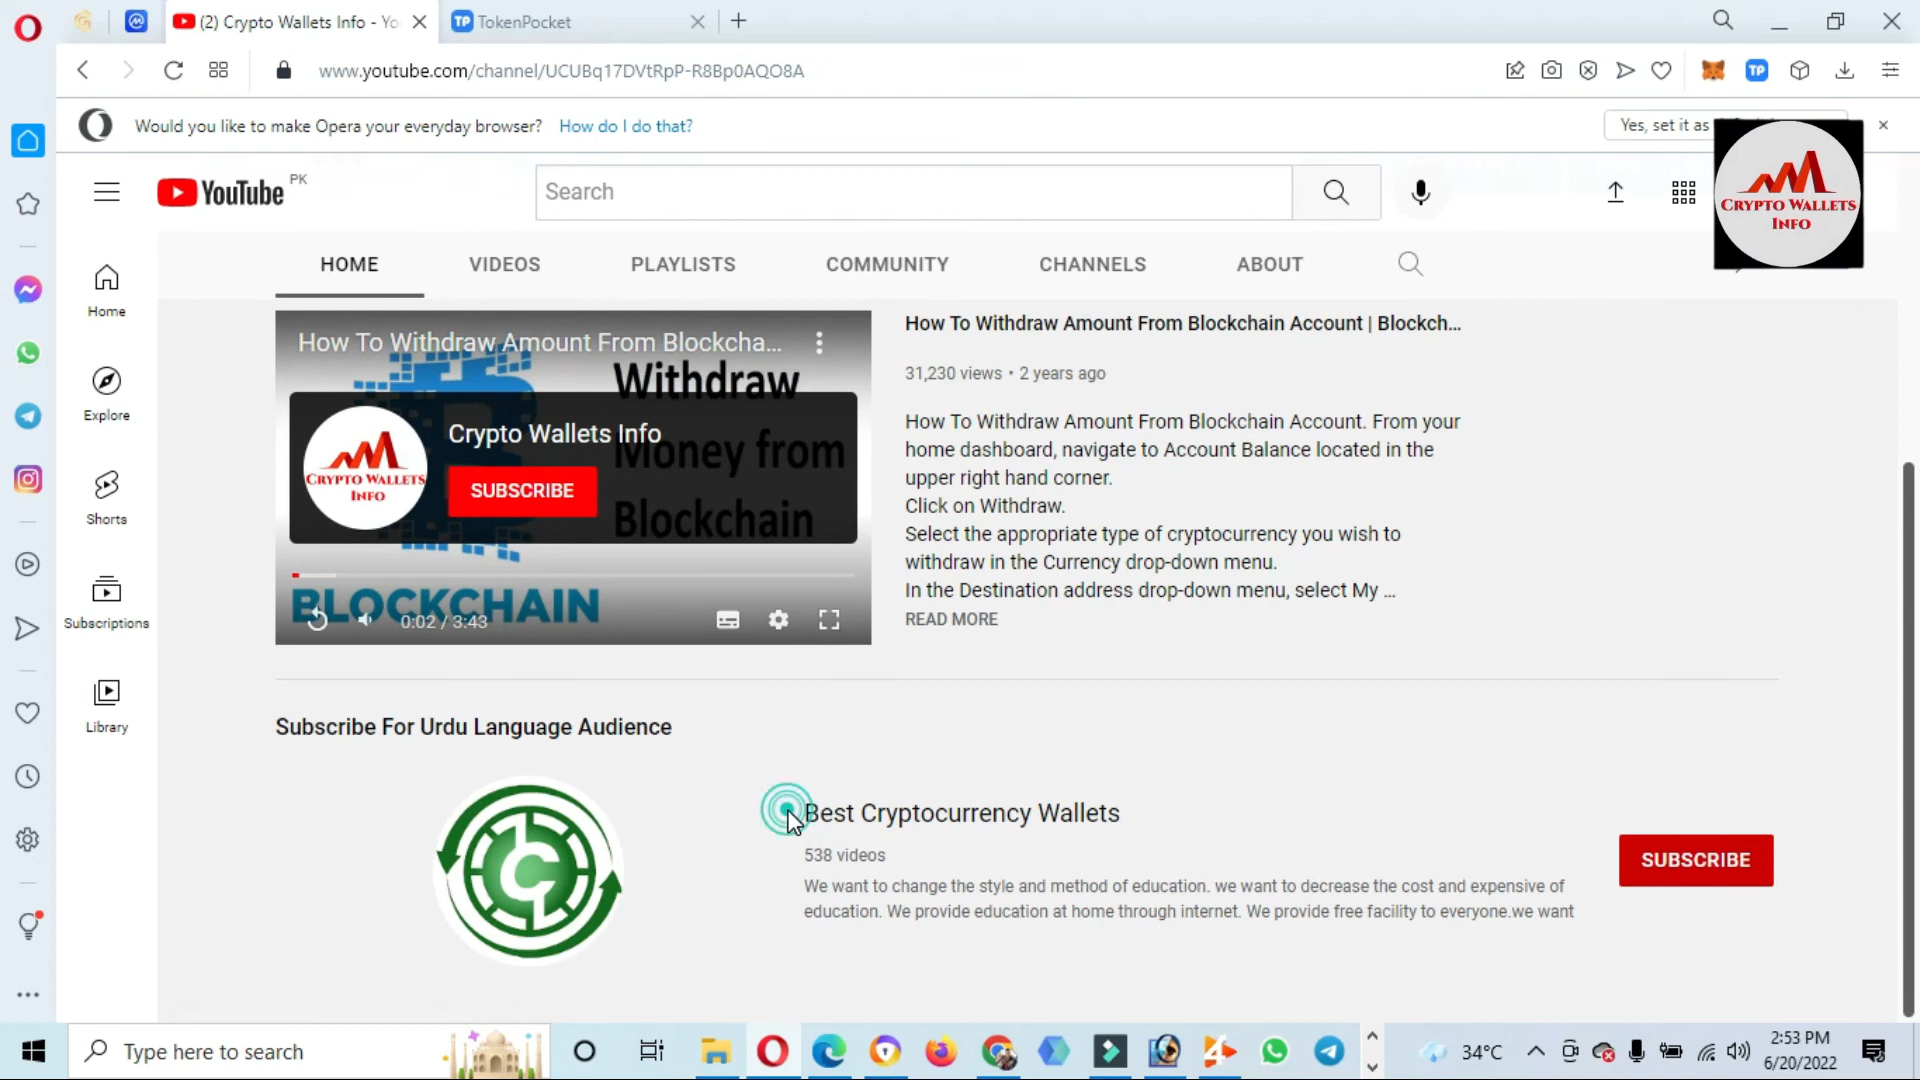 (2) Crypto Wallets Info - Yo
TokenPocket
www.youtube.com/channel/UCUBq17DVtRpP-R8Bp0AQO8A
TP
Would you like to make Opera your everyday browser? How do I do that?
Yes, set it as
YouTube PK
Search
CRYPTO WALLETS
INFO
HOME
VIDEOS
PLAYLISTS
COMMUNITY
CHANNELS
ABOUT
Home
Explore
Shorts
Subscriptions
Library
How To Withdraw Amount From Blockcha...
Withdraw
Money from
Blockchain
Crypto Wallets Info
SUBSCRIBE
CRYPTO WALLETS
INFO
BLOCKCHAIN
0:02 / 3:43
How To Withdraw Amount From Blockchain Account | Blockch...
31,230 views • 2 years ago
How To Withdraw Amount From Blockchain Account. From your
home dashboard, navigate to Account Balance located in the
upper right hand corner.
Click on Withdraw.
Select the appropriate type of cryptocurrency you wish to
withdraw in the Currency drop-down menu.
In the Destination address drop-down menu, select My ...
READ MORE
Subscribe For Urdu Language Audience
Best Cryptocurrency Wallets
538 videos
We want to change the style and method of education. we want to decrease the cost and expensive of
education. We provide education at home through internet. We provide free facility to everyone.we want
SUBSCRIBE
Type here to search
34°C
2:53 PM
6/20/2022